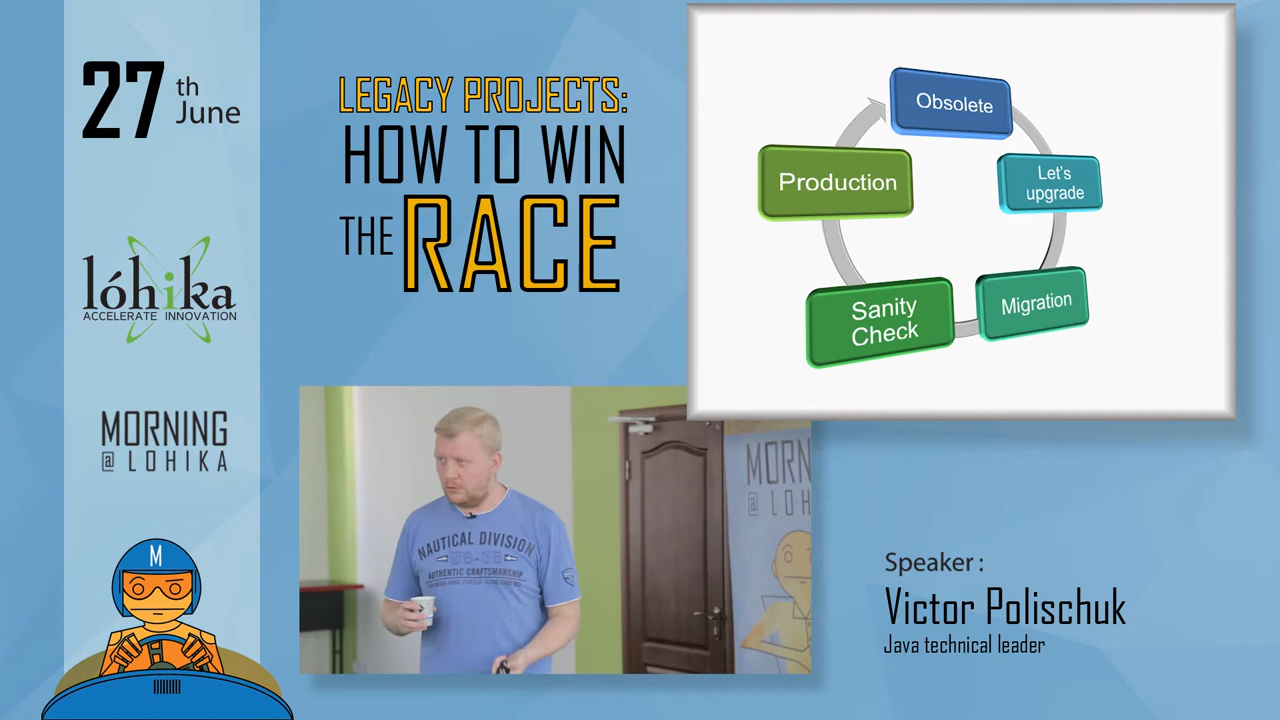 27
th
June
lóhika
ACCELERATE INNOVATION
MORNING
@ LOHIKA
M
LEGACY PROJECTS:
HOW TO WIN
THE RACE
Obsolete
Let's
upgrade
Migration
Sanity
Check
Production
NAUTICAL DIVISION
AUTHENTIC CRAFTSMANSHIP
MORN
@ LOH
Speaker :
Victor Polischuk
Java technical leader